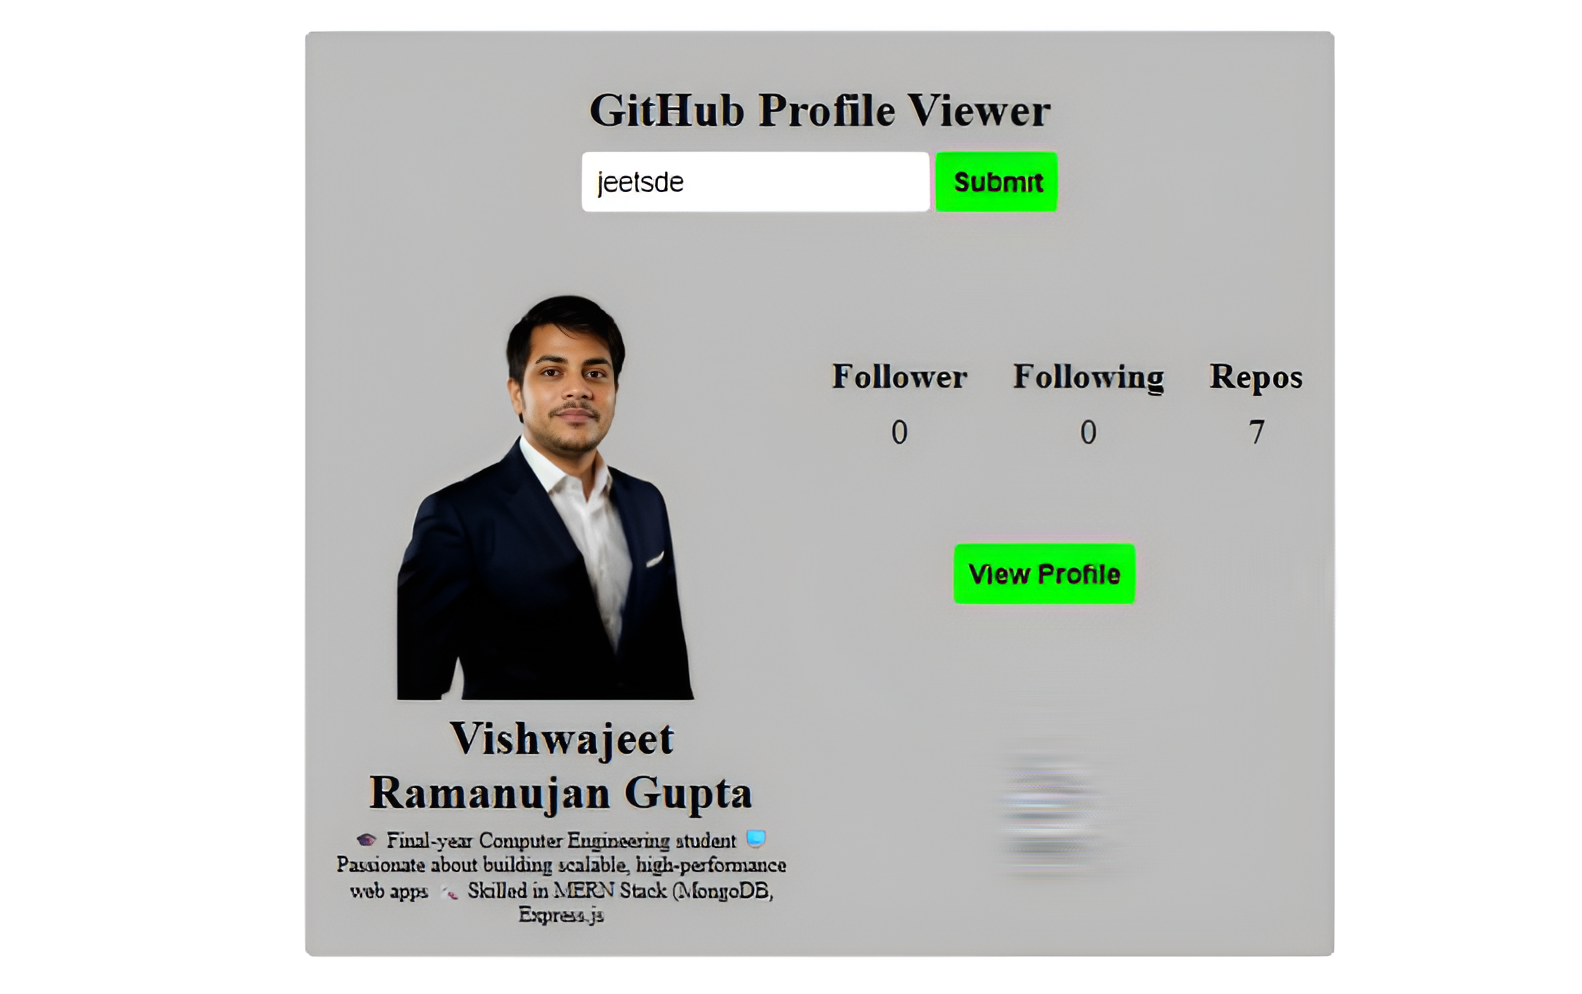 GitHub Profile Viewer
jeetsde Submit
Follower Following Repos
0 0 7
View Profile
Vishwajeet
Ramanujan Gupta
🎓 Final-year Computer Engineering student 💻
Passionate about building scalable, high-performance
web apps Skilled in MERN Stack (MongoDB,
Express.js